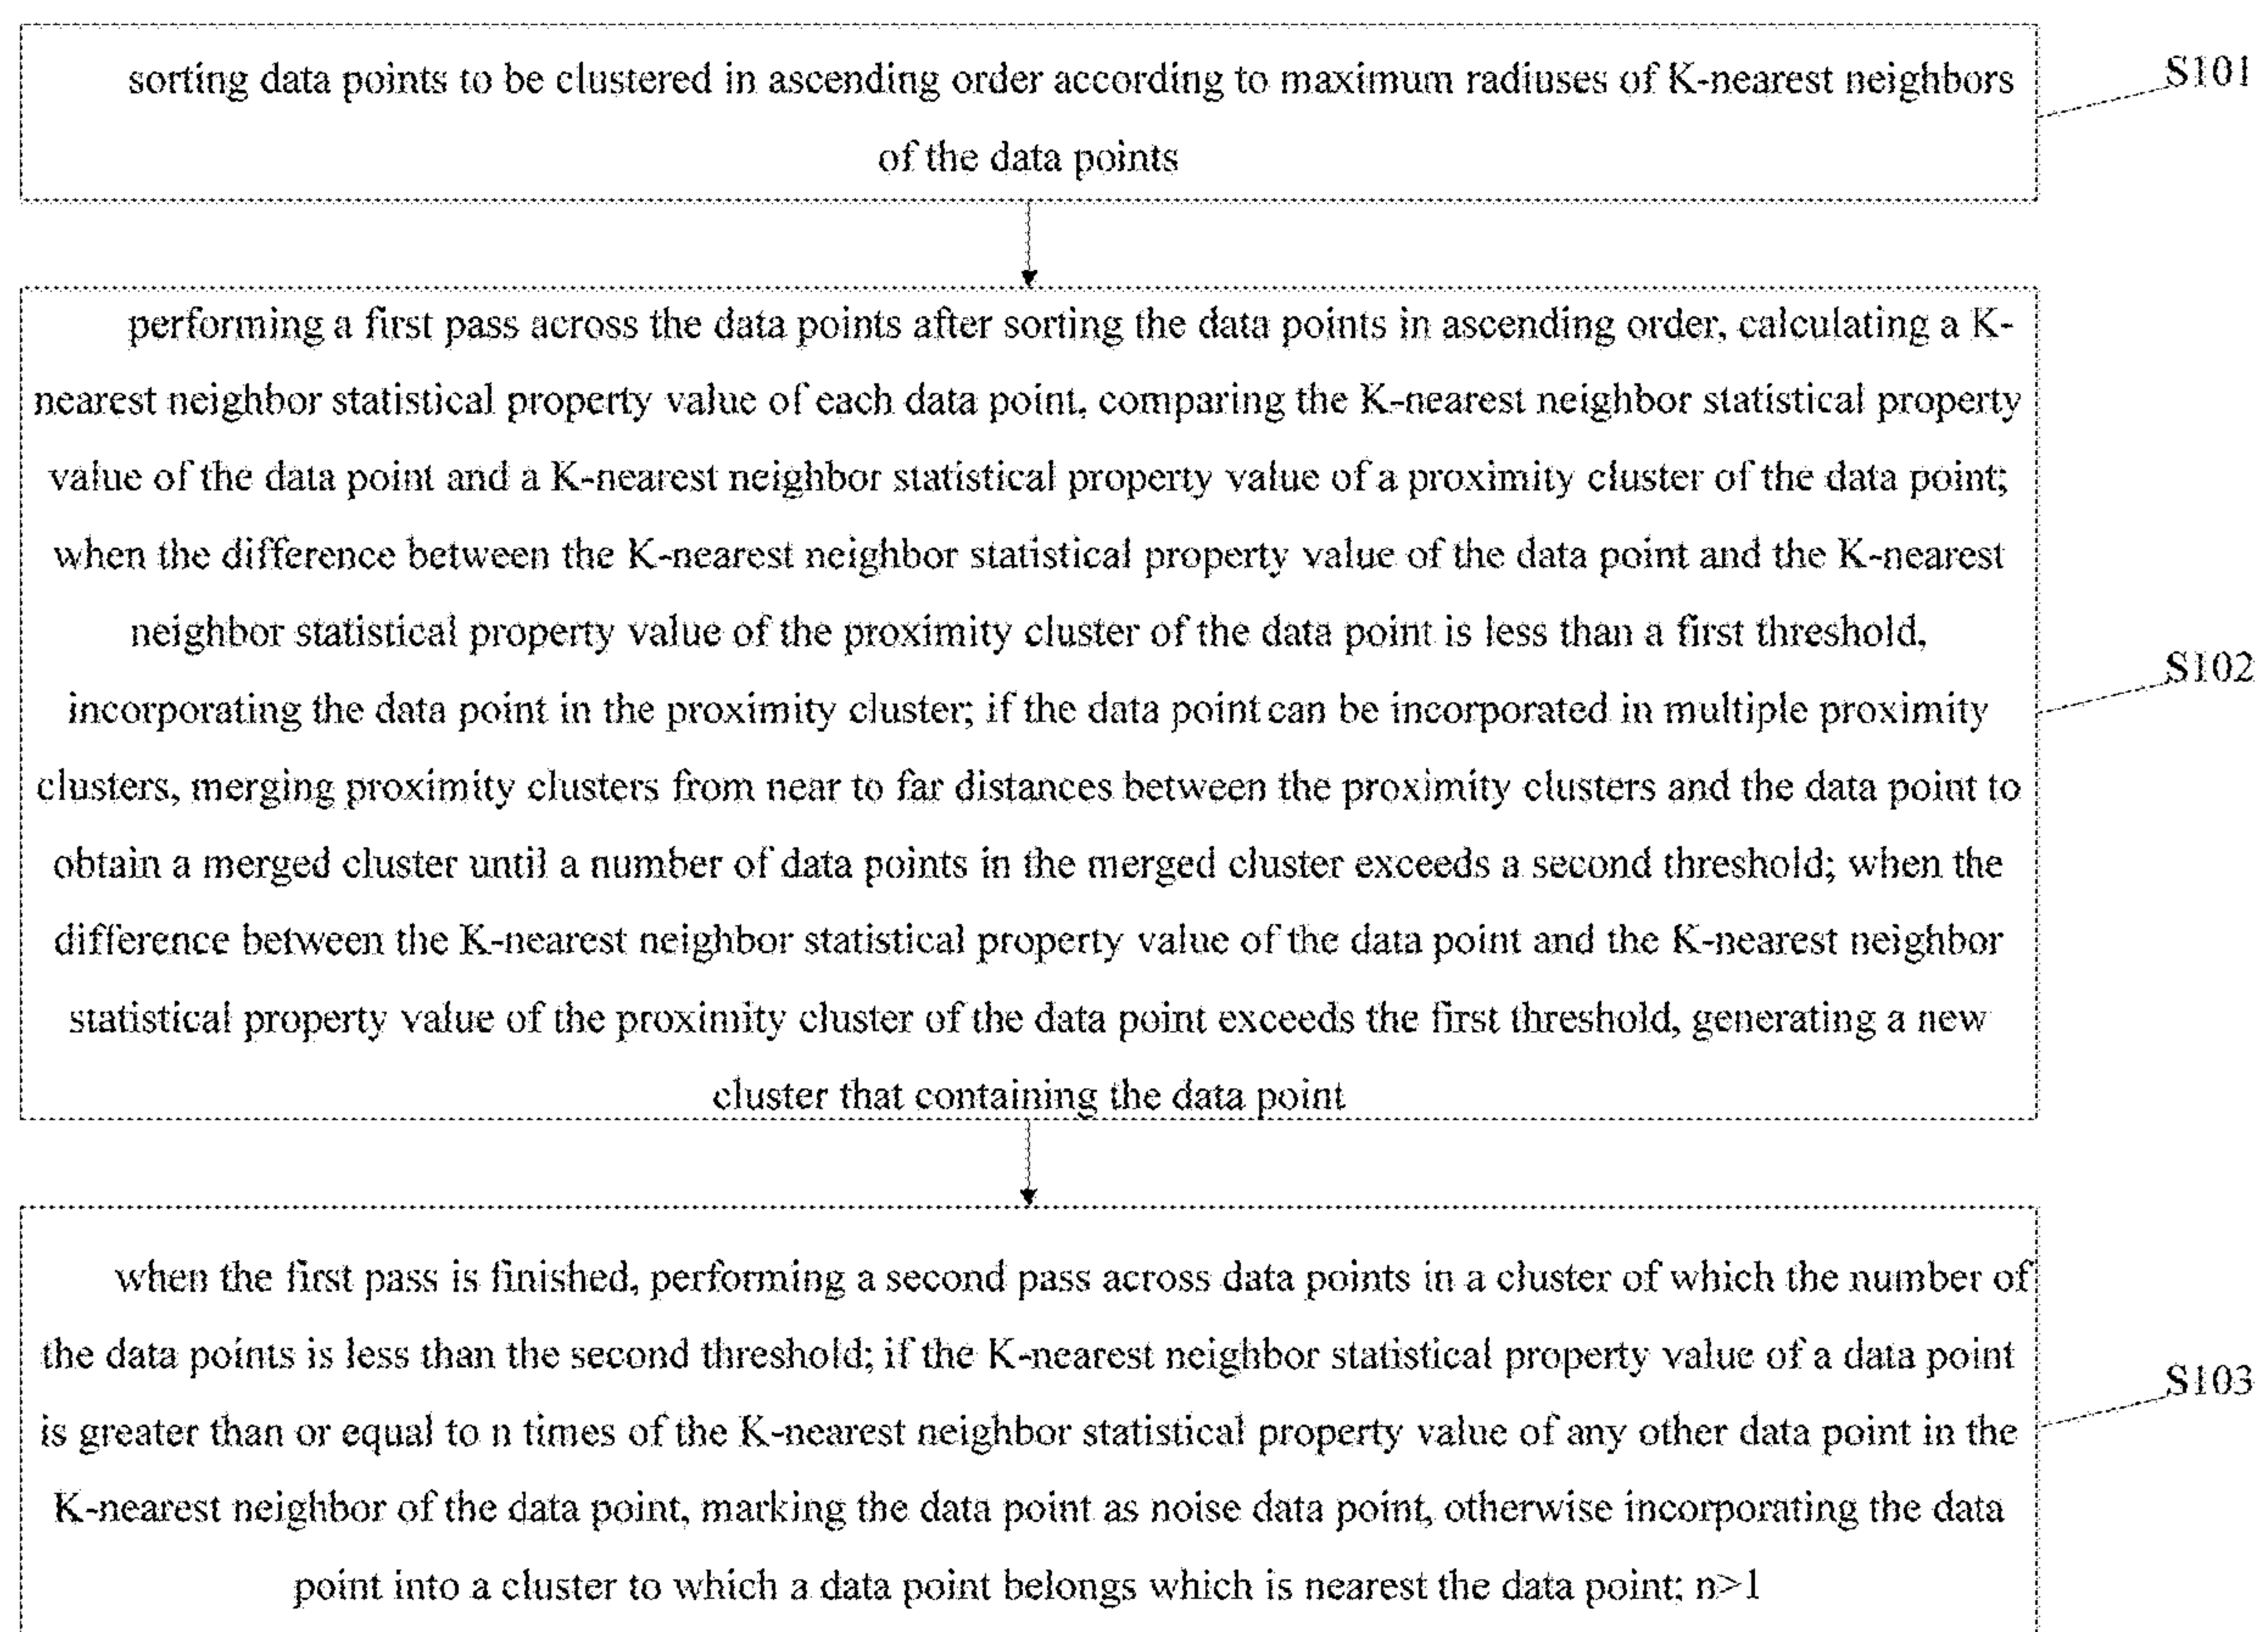 sorting data points to be clustered in ascending order according to maximum radiuses of K-nearest neighbors
of the data points
S101
performing a first pass across the data points after sorting the data points in ascending order, calculating a K-
nearest neighbor statistical property value of each data point, comparing the K-nearest neighbor statistical property
value of the data point and a K-nearest neighbor statistical property value of a proximity cluster of the data point;
when the difference between the K-nearest neighbor statistical property value of the data point and the K-nearest
neighbor statistical property value of the proximity cluster of the data point is less than a first threshold,
incorporating the data point in the proximity cluster; if the data point can be incorporated in multiple proximity
clusters, merging proximity clusters from near to far distances between the proximity clusters and the data point to
obtain a merged cluster until a number of data points in the merged cluster exceeds a second threshold; when the
difference between the K-nearest neighbor statistical property value of the data point and the K-nearest neighbor
statistical property value of the proximity cluster of the data point exceeds the first threshold, generating a new
cluster that containing the data point
S102
when the first pass is finished, performing a second pass across data points in a cluster of which the number of
the data points is less than the second threshold; if the K-nearest neighbor statistical property value of a data point
is greater than or equal to n times of the K-nearest neighbor statistical property value of any other data point in the
K-nearest neighbor of the data point, marking the data point as noise data point, otherwise incorporating the data
point into a cluster to which a data point belongs which is nearest the data point; n>1
S103